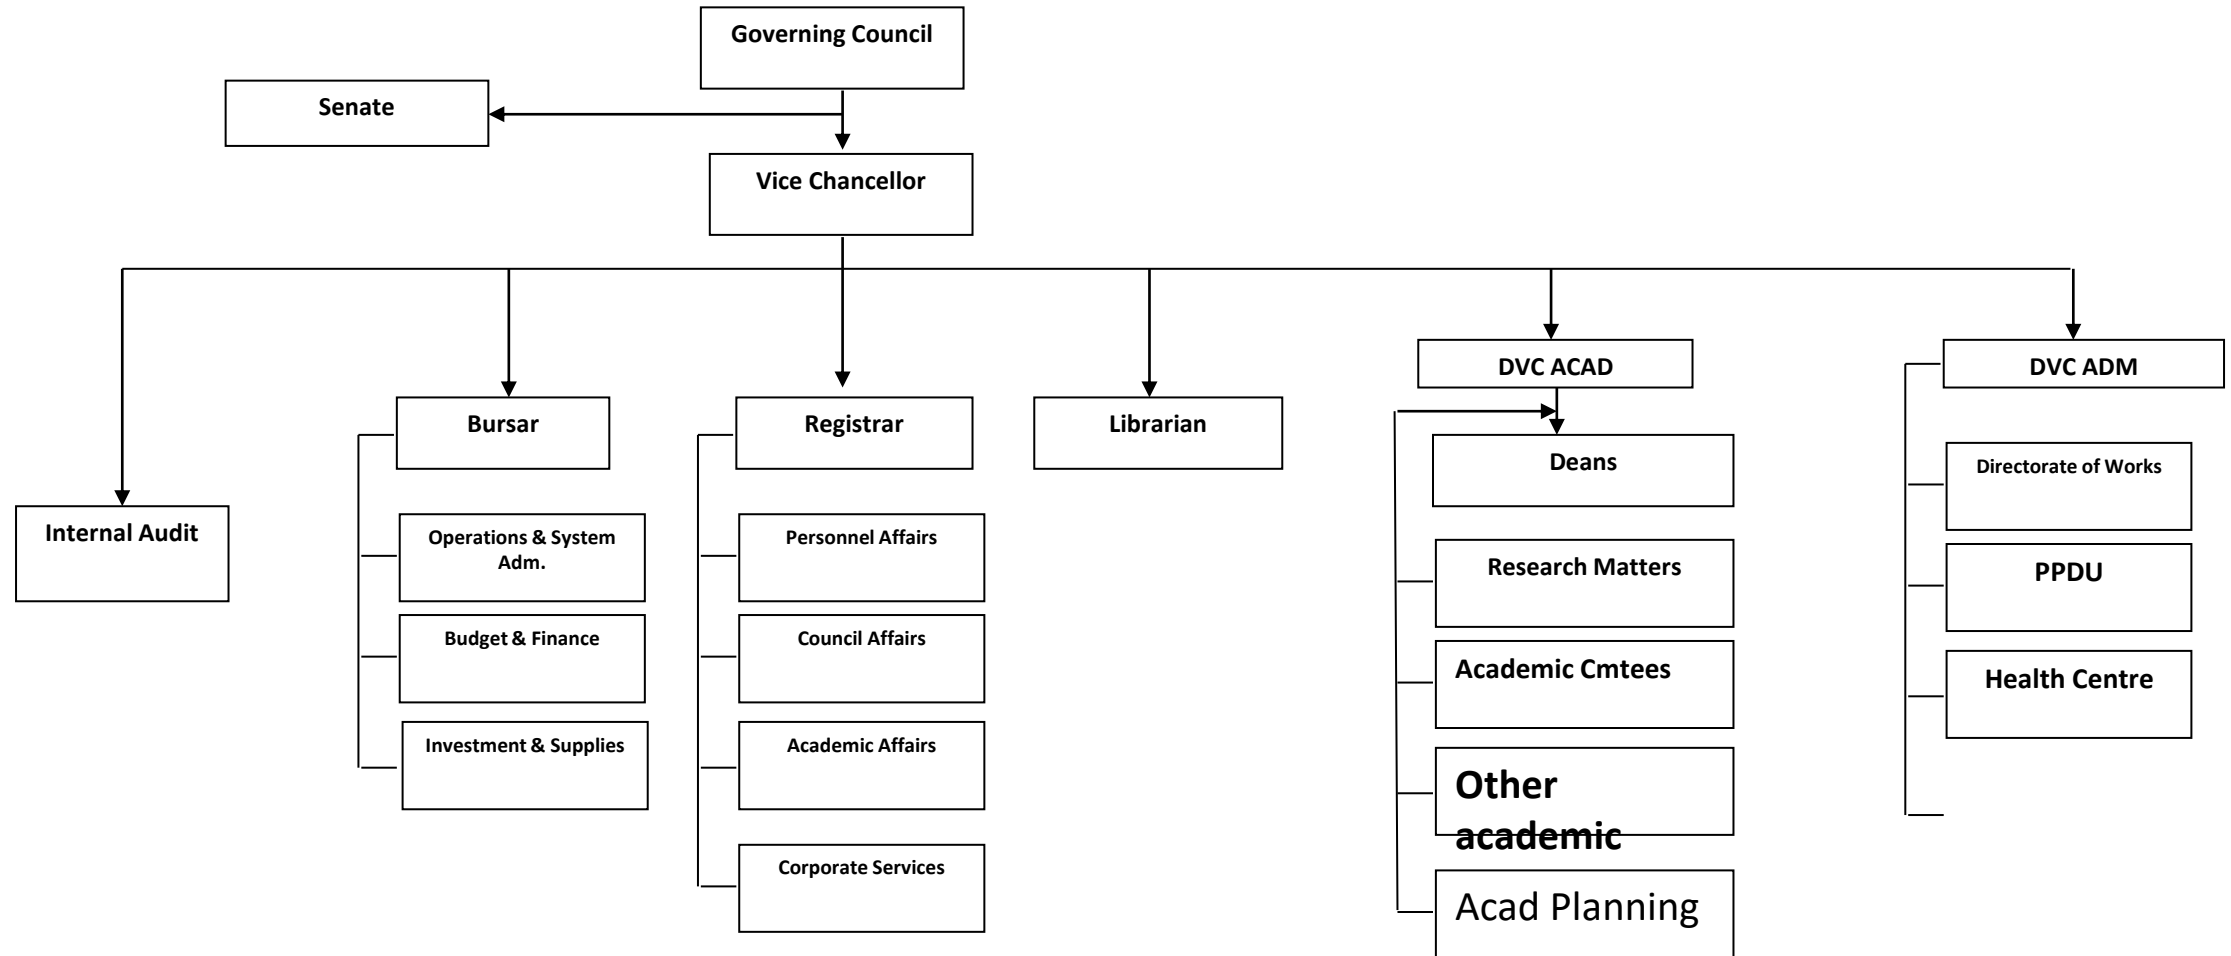 Governing Council
Senate
Vice Chancellor
DVC ACAD
DVC ADM
Bursar
Registrar
Librarian
Deans
Directorate of Works
Internal Audit
Operations & System
Adm.
Personnel Affairs
Research Matters
PPDU
Budget & Finance
Council Affairs
Academic Cmtees
Health Centre
Investment & Supplies
Academic Affairs
Other
academic
Corporate Services
Acad Planning